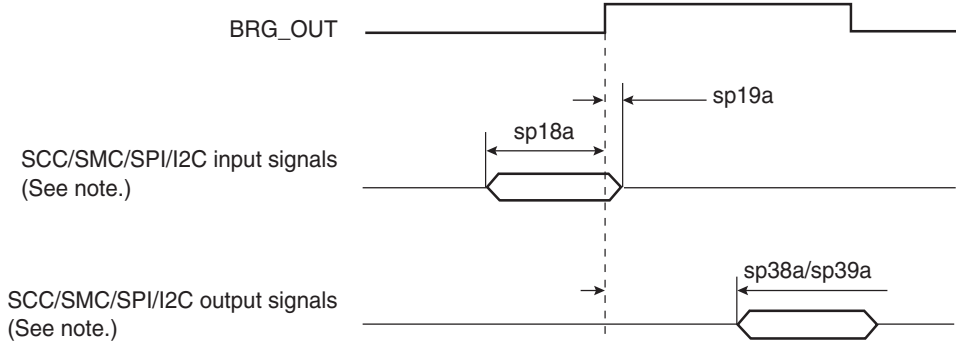 BRG_OUT
sp19a
sp18a
SCC/SMC/SPI/I2C input signals
(See note.)
sp38a/sp39a
SCC/SMC/SPI/I2C output signals
(See note.)